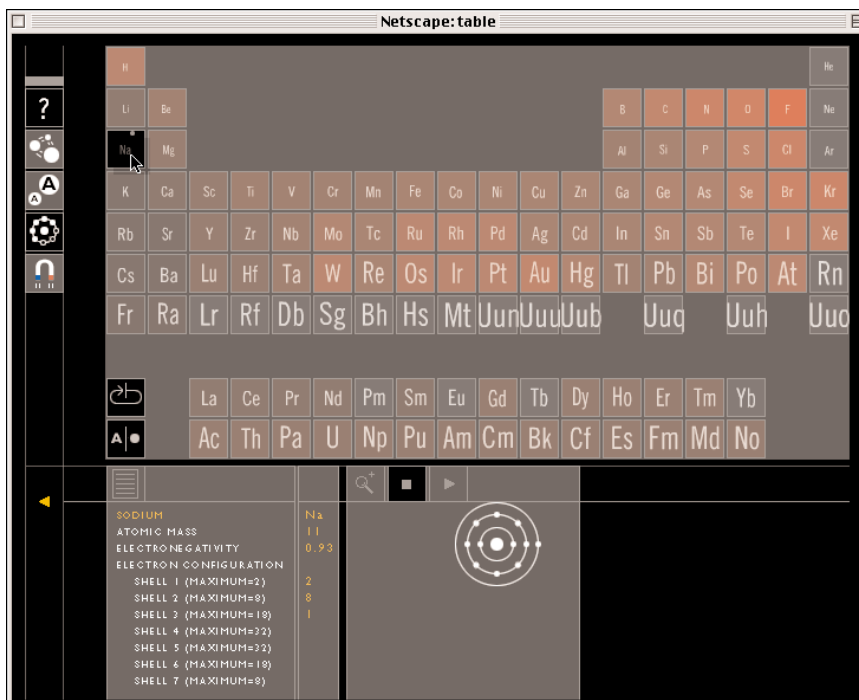 Netscape: table
H He
? Li Be B C N O F Ne
Na Mg Al Si P S Cl Ar
A A K Ca Sc Ti V Cr Mn Fe Co Ni Cu Zn Ga Ge As Se Br Kr
Rb Sr Y Zr Nb Mo Tc Ru Rh Pd Ag Cd In Sn Sb Te I Xe
Cs Ba Lu Hf Ta W Re Os Ir Pt Au Hg Tl Pb Bi Po At Rn
Fr Ra Lr Rf Db Sg Bh Hs Mt Uun Uuu Uub Uuq Uuh Uuo
La Ce Pr Nd Pm Sm Eu Gd Tb Dy Ho Er Tm Yb
A Ac Th Pa U Np Pu Am Cm Bk Cf Es Fm Md No
SODIUM Na
ATOMIC MASS 11
ELECTRONEGATIVITY 0.93
ELECTRON CONFIGURATION
SHELL 1 (MAXIMUM=2) 2
SHELL 2 (MAXIMUM=8) 8
SHELL 3 (MAXIMUM=18) 1
SHELL 4 (MAXIMUM=32)
SHELL 5 (MAXIMUM=32)
SHELL 6 (MAXIMUM=18)
SHELL 7 (MAXIMUM=8)